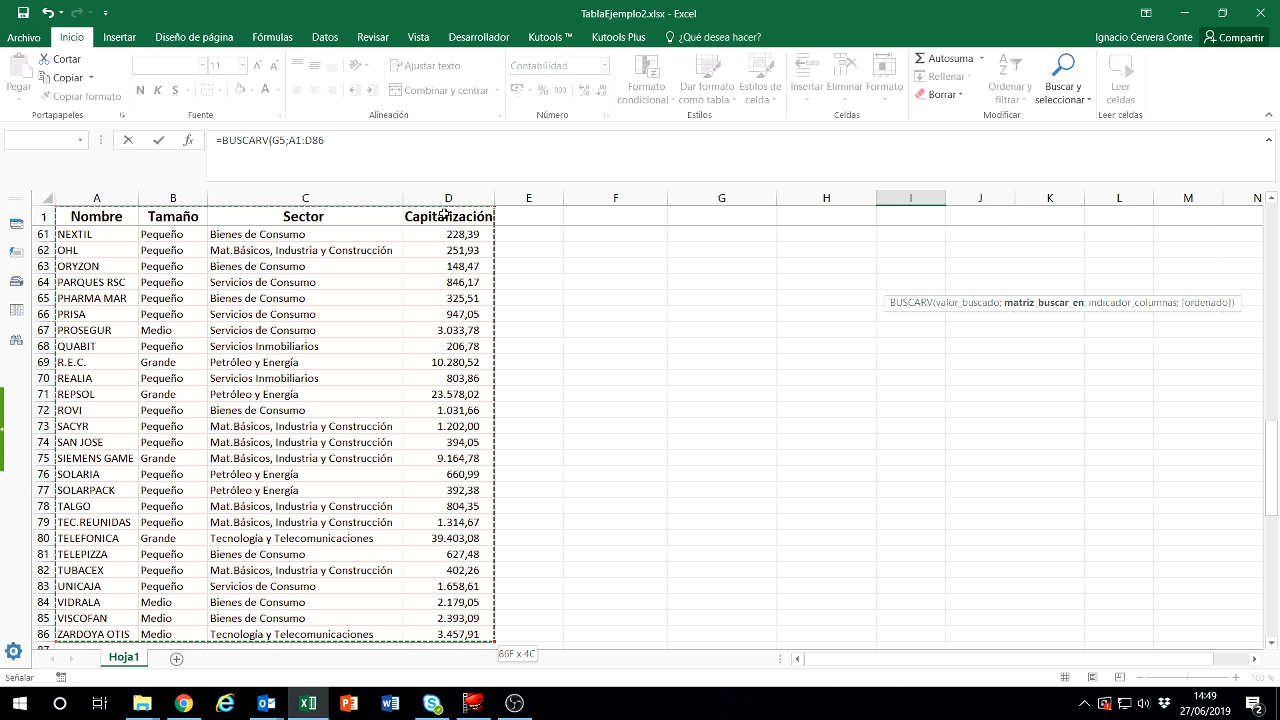 TablaEjemplo2.xlsx - Excel
Archivo Inicio Insertar Diseño de página Fórmulas Datos Revisar Vista Desarrollador Kutools ™ Kutools Plus ¿Qué desea hacer? Ignacio Cervera Conte Compartir
Pegar
Cortar
Copiar
Copiar formato
Portapapeles
11
N K S
Fuente
Ajustar texto
Combinar y centrar
Alineación
Contabilidad
% 000
Número
Formato condicional
Dar formato como tabla
Estilos de celda
Estilos
Insertar Eliminar Formato
Celdas
Autosuma
Rellenar
Borrar
Ordenar y filtrar
Buscar y seleccionar
Modificar
Leer celdas
Leer Celulares
fx =BUSCARV(G5;A1:D86
A B C D E F G H I J K L M N
1 Nombre Tamaño Sector Capitalización
61 NEXTIL Pequeño Bienes de Consumo 228,39
62 OHL Pequeño Mat.Básicos, Industria y Construcción 251,93
63 ORYZON Pequeño Bienes de Consumo 148,47
64 PARQUES RSC Pequeño Servicios de Consumo 846,17
65 PHARMA MAR Pequeño Bienes de Consumo 325,51
66 PRISA Pequeño Servicios de Consumo 947,05
67 PROSEGUR Medio Servicios de Consumo 3.033,78
68 QUABIT Pequeño Servicios Inmobiliarios 206,78
69 R.E.C. Grande Petróleo y Energía 10.280,52
70 REALIA Pequeño Servicios Inmobiliarios 803,86
71 REPSOL Grande Petróleo y Energía 23.578,02
72 ROVI Pequeño Bienes de Consumo 1.031,66
73 SACYR Pequeño Mat.Básicos, Industria y Construcción 1.202,00
74 SAN JOSE Pequeño Mat.Básicos, Industria y Construcción 394,05
75 SIEMENS GAME Grande Mat.Básicos, Industria y Construcción 9.164,78
76 SOLARIA Pequeño Petróleo y Energía 660,99
77 SOLARPACK Pequeño Petróleo y Energía 392,38
78 TALGO Pequeño Mat.Básicos, Industria y Construcción 804,35
79 TEC.REUNIDAS Pequeño Mat.Básicos, Industria y Construcción 1.314,67
80 TELEFONICA Grande Tecnología y Telecomunicaciones 39.403,08
81 TELEPIZZA Pequeño Bienes de Consumo 627,48
82 TUBACEX Pequeño Mat.Básicos, Industria y Construcción 402,26
83 UNICAJA Pequeño Servicios de Consumo 1.658,61
84 VIDRALA Medio Bienes de Consumo 2.179,05
85 VISCOFAN Medio Bienes de Consumo 2.393,09
86 ZARDOYA OTIS Medio Tecnología y Telecomunicaciones 3.457,91
BUSCARV(valor_buscado; matriz_buscar_en; indicador_columnas; [ordenado])
86F x 4C
Hoja1
Señalar
100 %
14:49
27/06/2019
2